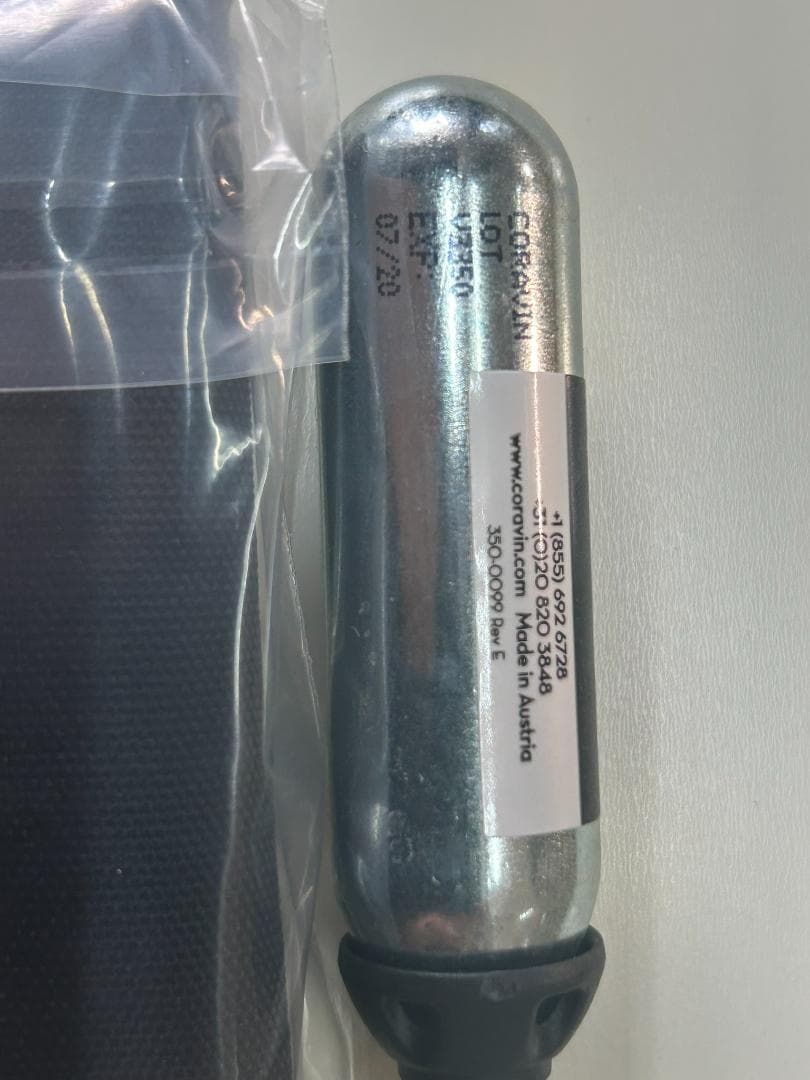 CORAVIN
LOT
EXP:
07/20
+1 (855) 692 6728
+31 (0)20 820 3848
www.coravin.com Made in Austria
350-0099 Rev E